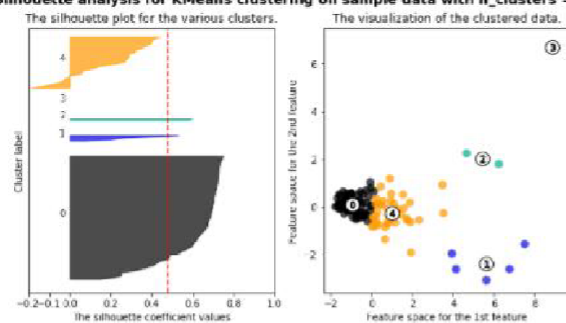 Silhouette analysis for KMeans clustering on sample data with n_clusters =
The silhouette plot for the various clusters.
The visualization of the clustered data.
4
3
2
1
0
Cluster label
-0.2 -0.1 0.0 0.2 0.4 0.6 0.8 1.0
The silhouette coefficient values
Feature space for the 2nd feature
6
4
2
0
2
3
2
0
4
1
−2 0 2 4 6 8
Feature space for the 1st feature